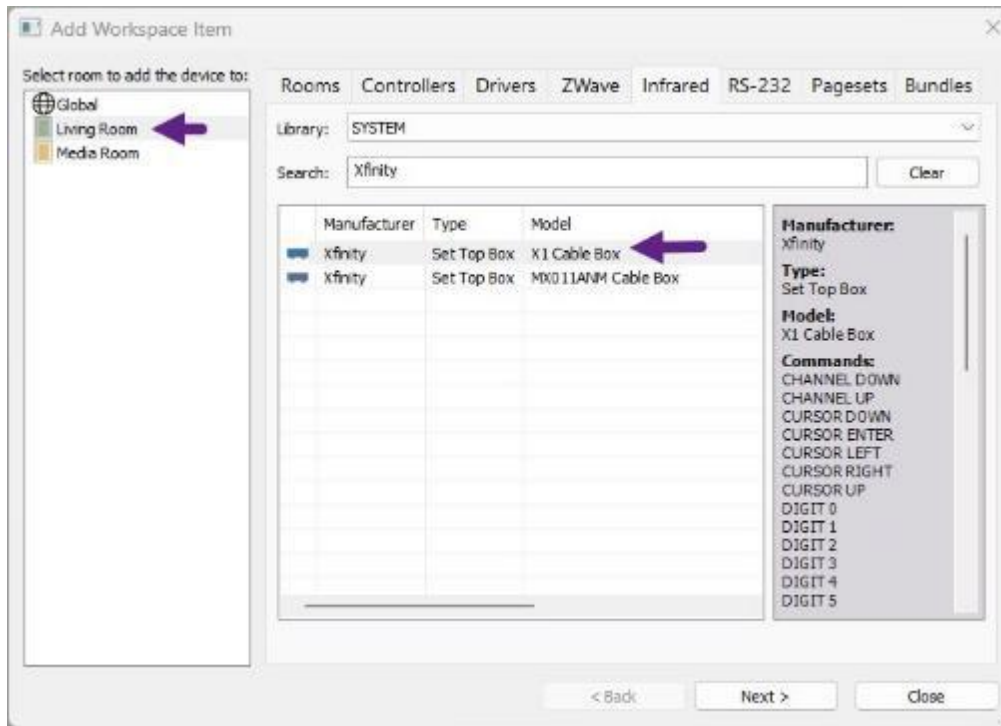 Add Workspace Item
Select room to add the device to:
Global
Living Room
Media Room
Rooms Controllers Drivers ZWave Infrared RS-232 Pagesets Bundles
Library: SYSTEM
Search: Xfinity Clear
Manufacturer Type Model
Xfinity Set Top Box X1 Cable Box
Xfinity Set Top Box MX011ANM Cable Box
Manufacturer:
Xfinity
Type:
Set Top Box
Model:
X1 Cable Box
Commands:
CHANNEL DOWN
CHANNEL UP
CURSOR DOWN
CURSOR ENTER
CURSOR LEFT
CURSOR RIGHT
CURSOR UP
DIGIT 0
DIGIT 1
DIGIT 2
DIGIT 3
DIGIT 4
DIGIT 5
< Back Next > Close